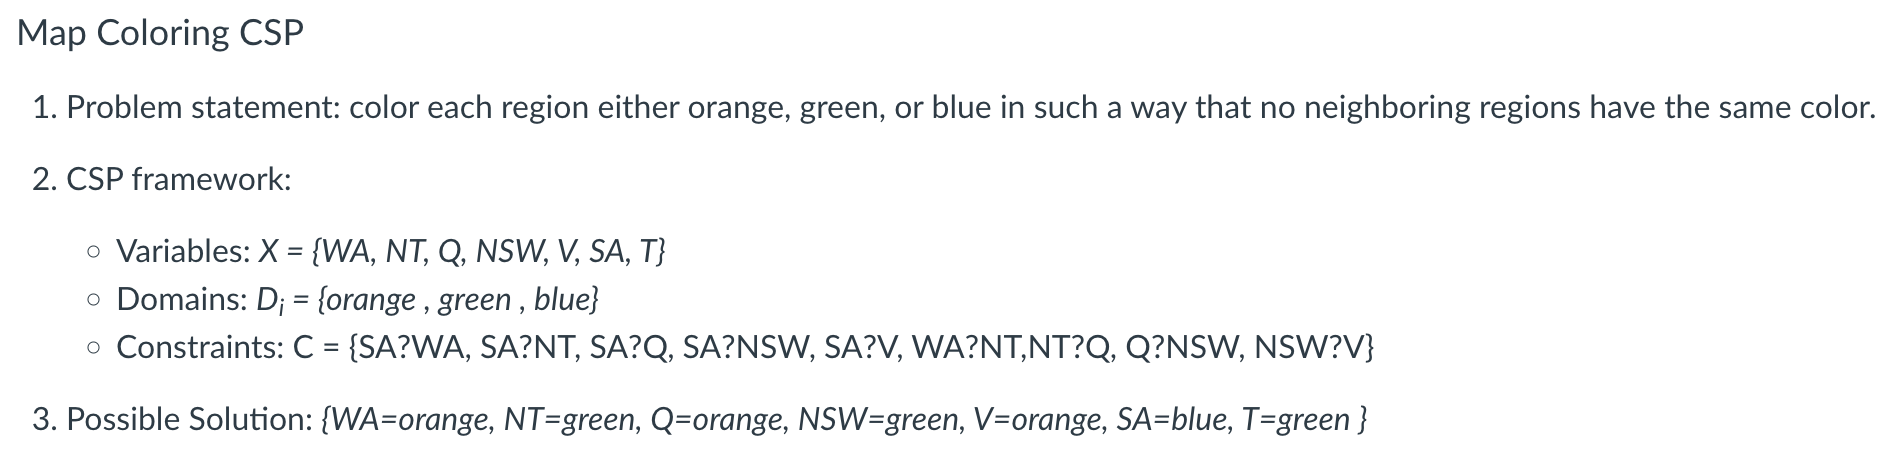 Map Coloring CSP
1. Problem statement: color each region either orange, green, or blue in such a way that no neighboring regions have the same color.
2. CSP framework:
○ Variables: X = {WA, NT, Q, NSW, V, SA, T}
○ Domains: Di = {orange , green , blue}
○ Constraints: C = {SA?WA, SA?NT, SA?Q, SA?NSW, SA?V, WA?NT,NT?Q, Q?NSW, NSW?V}
3. Possible Solution: {WA=orange, NT=green, Q=orange, NSW=green, V=orange, SA=blue, T=green }